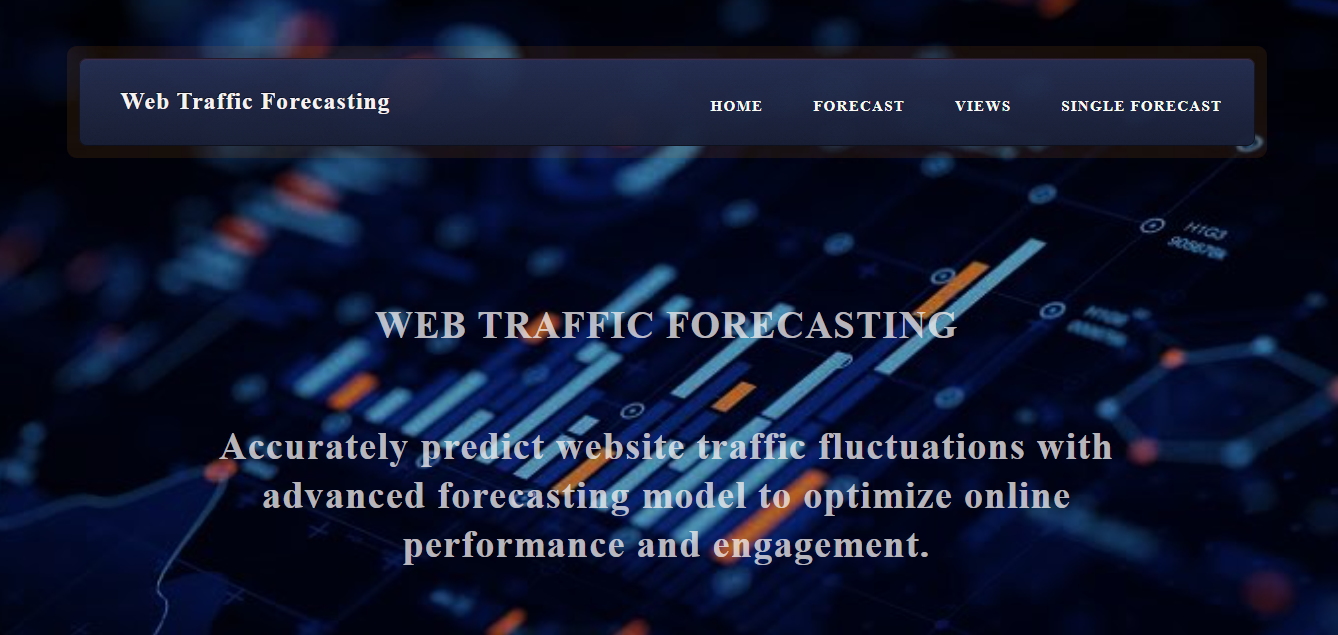 Web Traffic Forecasting
HOME FORECAST VIEWS SINGLE FORECAST
H1G3
WEB TRAFFIC FORECASTING
Accurately predict website traffic fluctuations with
advanced forecasting model to optimize online
performance and engagement.